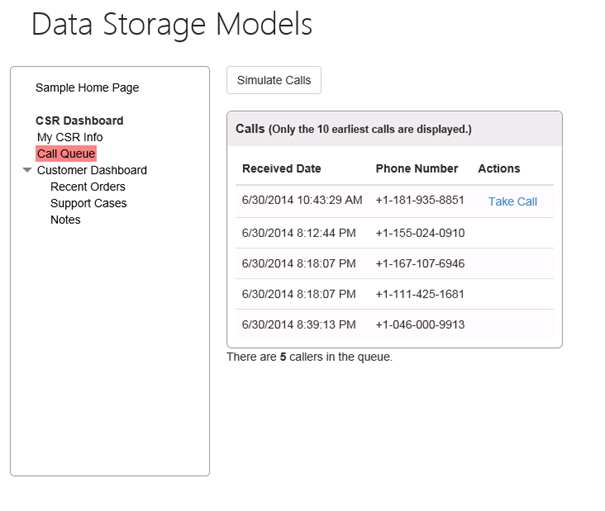 Data Storage Models
Sample Home Page
CSR Dashboard
My CSR Info
Call Queue
Customer Dashboard
Recent Orders
Support Cases
Notes
Simulate Calls
Calls (Only the 10 earliest calls are displayed.)
Received Date Phone Number Actions
6/30/2014 10:43:29 AM +1-181-935-8851 Take Call
6/30/2014 8:12:44 PM +1-155-024-0910
6/30/2014 8:18:07 PM +1-167-107-6946
6/30/2014 8:18:07 PM +1-111-425-1681
6/30/2014 8:39:13 PM +1-046-000-9913
There are 5 callers in the queue.